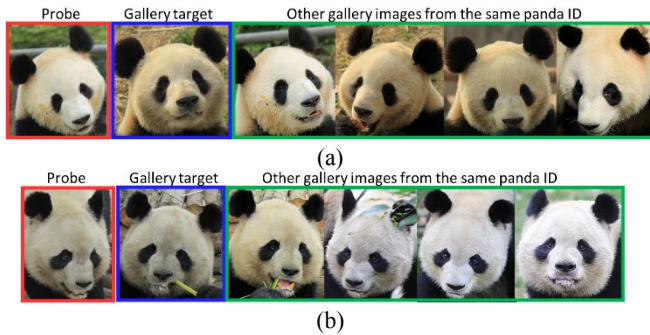 Probe Gallery target Other gallery images from the same panda ID
(a)
Probe Gallery target Other gallery images from the same panda ID
(b)